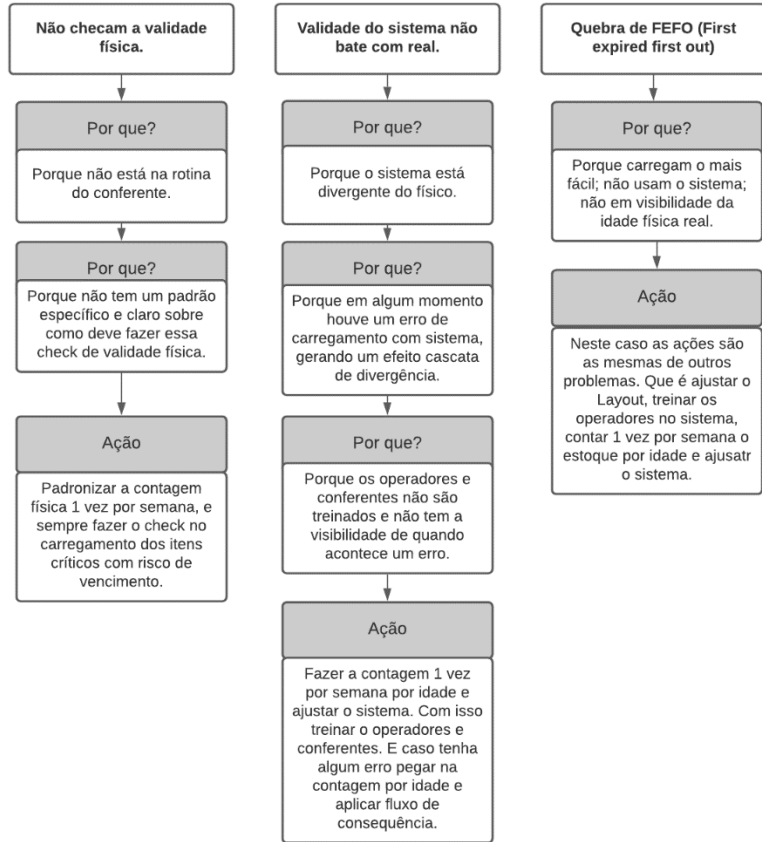 Não checam a validade
física.
Por que?
Porque não está na rotina
do conferente.
Por que?
Porque não tem um padrão
específico e claro sobre
como deve fazer essa
check de validade física.
Ação
Padronizar a contagem
física 1 vez por semana, e
sempre fazer o check no
carregamento dos itens
críticos com risco de
vencimento.
Validade do sistema não
bate com real.
Por que?
Porque o sistema está
divergente do físico.
Por que?
Porque em algum momento
houve um erro de
carregamento com sistema,
gerando um efeito cascata
de divergência.
Por que?
Porque os operadores e
conferentes não são
treinados e não tem a
visibilidade de quando
acontece um erro.
Ação
Fazer a contagem 1 vez
por semana por idade e
ajustar o sistema. Com isso
treinar o operadores e
conferentes. E caso tenha
algum erro pegar na
contagem por idade e
aplicar fluxo de
consequência.
Quebra de FEFO (First
expired first out)
Por que?
Porque carregam o mais
fácil; não usam o sistema;
não em visibilidade da
idade física real.
Ação
Neste caso as ações são
as mesmas de outros
problemas. Que é ajustar o
Layout, treinar os
operadores no sistema,
contar 1 vez por semana o
estoque por idade e ajusatr
o sistema.